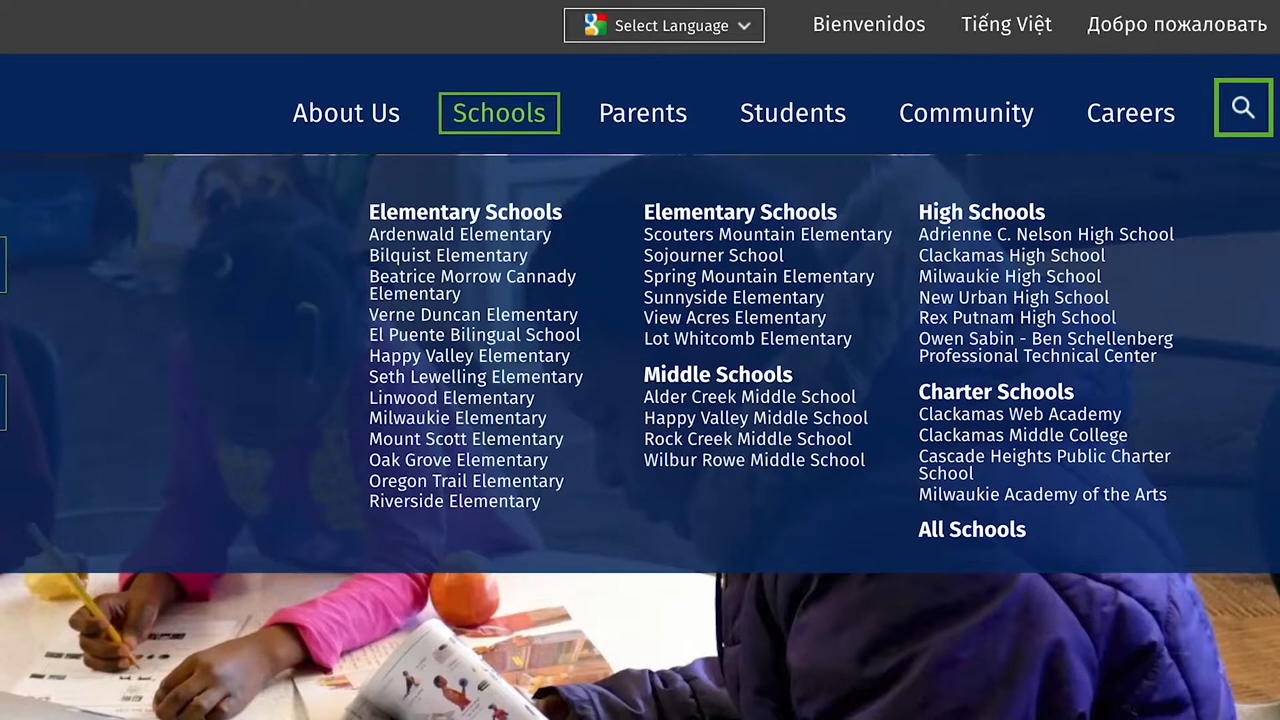 Select Language
Bienvenidos
Tiếng Việt
Добро пожаловать
About Us
Schools
Parents
Students
Community
Careers
Elementary Schools
Ardenwald Elementary
Bilquist Elementary
Beatrice Morrow Cannady
Elementary
Verne Duncan Elementary
El Puente Bilingual School
Happy Valley Elementary
Seth Lewelling Elementary
Linwood Elementary
Milwaukie Elementary
Mount Scott Elementary
Oak Grove Elementary
Oregon Trail Elementary
Riverside Elementary
Elementary Schools
Scouters Mountain Elementary
Sojourner School
Spring Mountain Elementary
Sunnyside Elementary
View Acres Elementary
Lot Whitcomb Elementary
Middle Schools
Alder Creek Middle School
Happy Valley Middle School
Rock Creek Middle School
Wilbur Rowe Middle School
High Schools
Adrienne C. Nelson High School
Clackamas High School
Milwaukie High School
New Urban High School
Rex Putnam High School
Owen Sabin - Ben Schellenberg
Professional Technical Center
Charter Schools
Clackamas Web Academy
Clackamas Middle College
Cascade Heights Public Charter
School
Milwaukie Academy of the Arts
All Schools